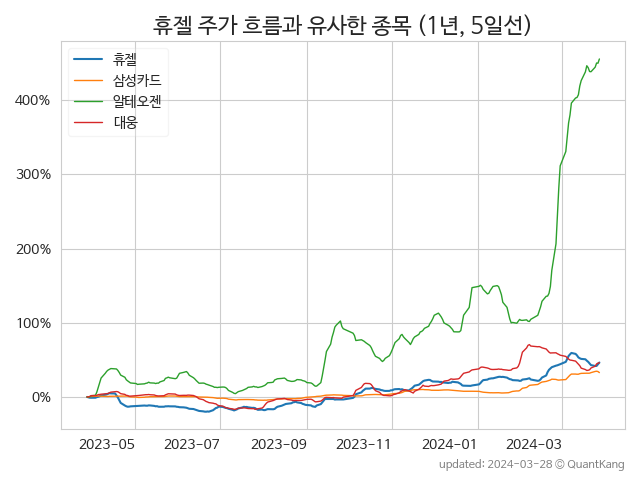 휴젤 주가 흐름과 유사한 종목 (1년, 5일선)
휴젤
삼성카드
알테오젠
대웅
400%
300%
200%
100%
0%
2023-05 2023-07 2023-09 2023-11 2024-01 2024-03
updated: 2024-03-28 © QuantKang